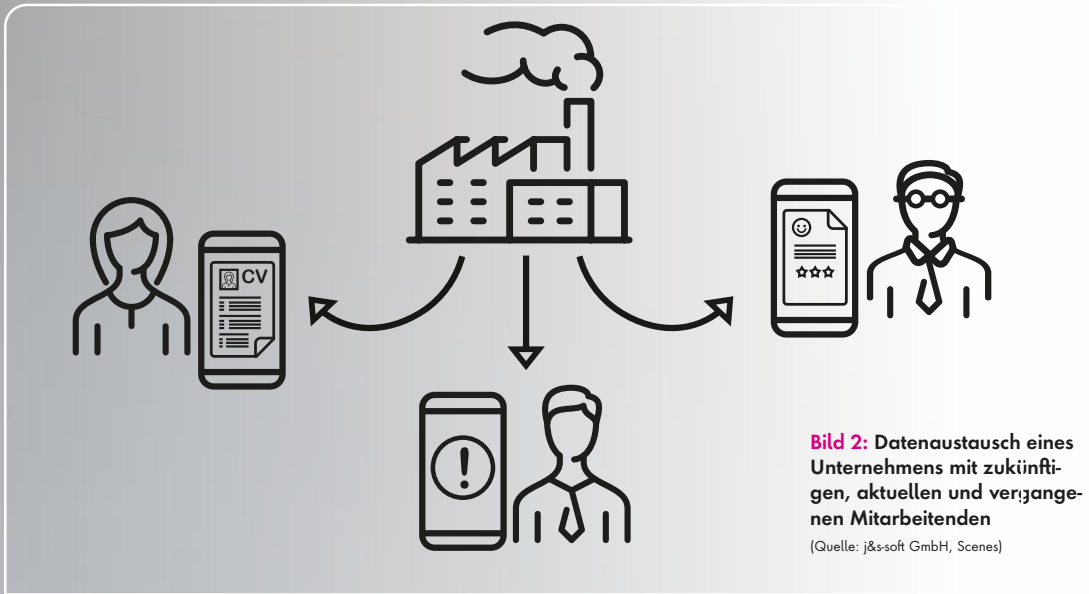 CV
!
Bild 2: Datenaustausch eines
Unternehmens mit zukünfti-
gen, aktuellen und vergange-
nen Mitarbeitenden
(Quelle: j&s-soft GmbH, Scenes)